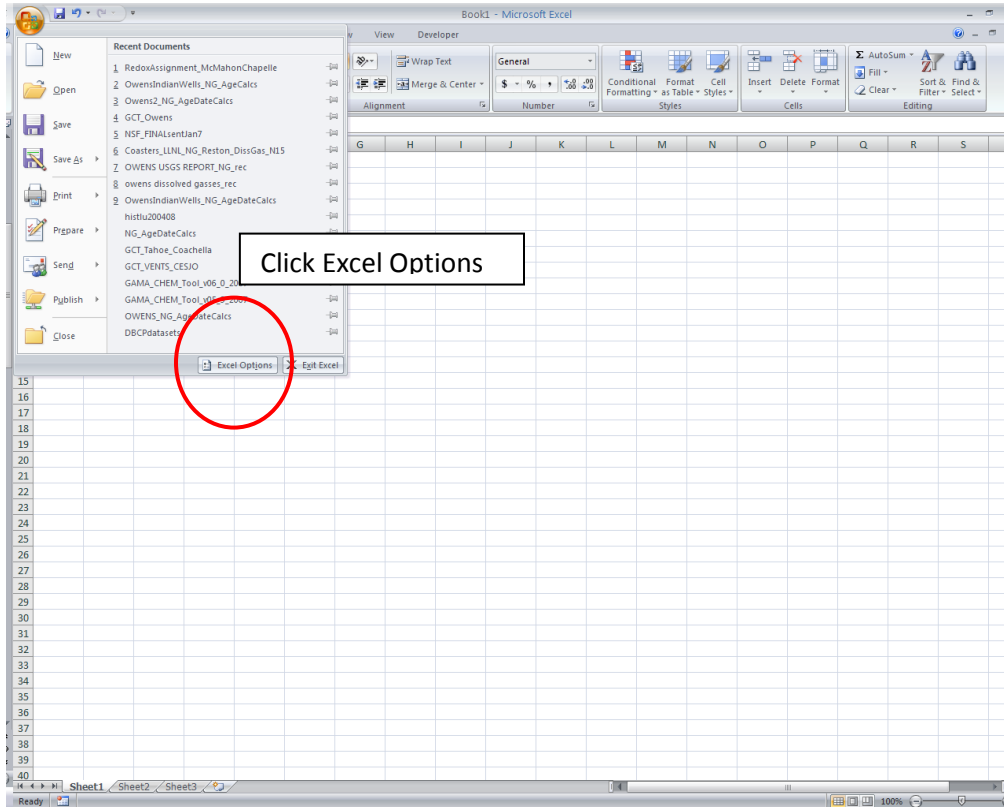 Book1 - Microsoft Excel
View Developer
New
Open
Save
Save As
Print
Prepare
Send
Publish
Close
Recent Documents
1 RedoxAssignment_McMahonChapelle
2 OwensIndianWells_NG_AgeCalcs
3 Owens2_NG_AgeDateCalcs
4 GCT_Owens
5 NSF_FINALsentJan7
6 Coasters_LLNL_NG_Reston_DissGas_N15
7 OWENS USGS REPORT_NG_rec
8 owens dissolved gasses_rec
9 OwensIndianWells_NG_AgeDateCalcs
histlu200408
NG_AgeDateCalcs
GCT_Tahoe_Coachella
GCT_VENTS_CESJO
GAMA_CHEM_Tool_v06_0_20
GAMA_CHEM_Tool_v05_5_2007
OWENS_NG_AgeDateCalcs
DBCPdatasets
Excel Options
Exit Excel
Wrap Text
Merge & Center
Alignment
General
$ % , .00 .00
Number
Conditional Formatting
Format as Table
Cell Styles
Styles
Insert Delete Format
Cells
Σ AutoSum
Fill
Clear
Sort & Filter
Find & Select
Editing
G H I J K L M N O P Q R S
Click Excel Options
15
16
17
18
19
20
21
22
23
24
25
26
27
28
29
30
31
32
33
34
35
36
37
38
39
40
Sheet1 Sheet2 Sheet3
Ready
100%